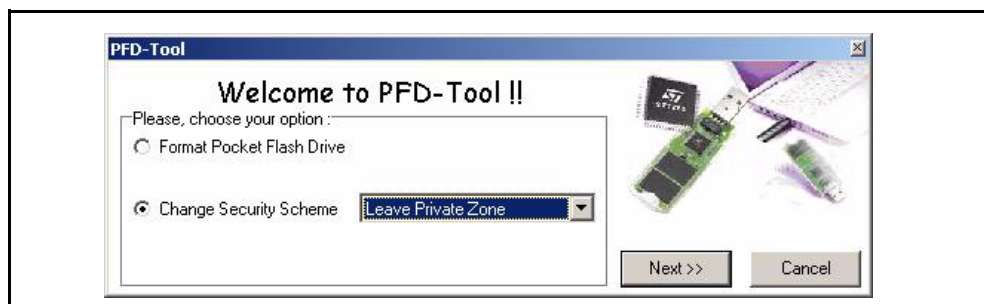 PFD-Tool
Welcome to PFD-Tool !!
Please, choose your option :
Format Pocket Flash Drive
Change Security Scheme
Leave Private Zone
Next >>
Cancel